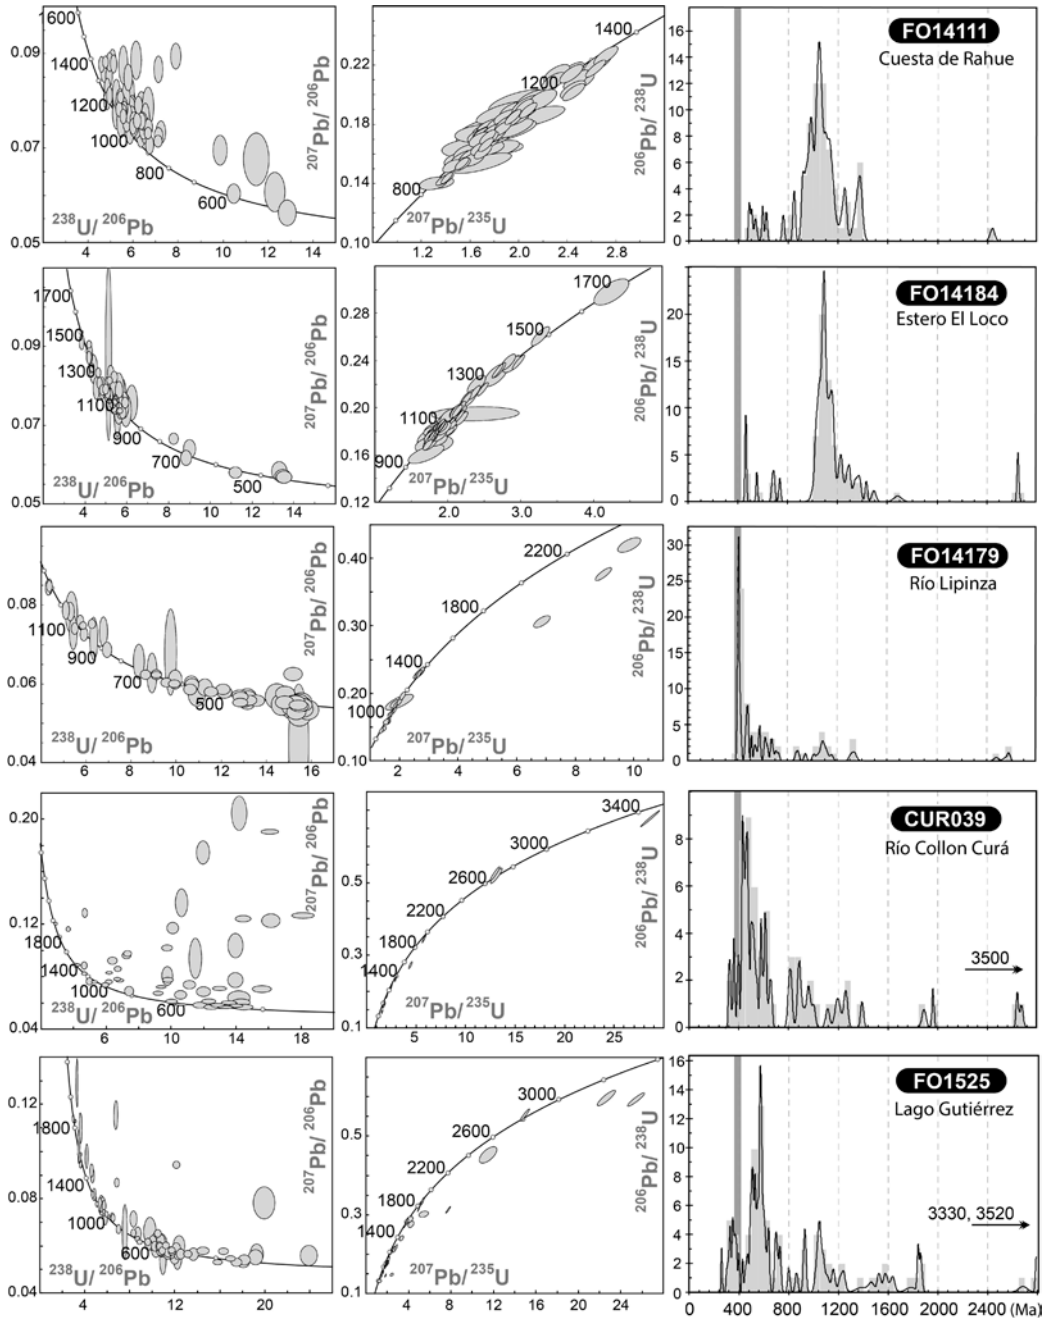 1600
0.09
1400
1200
1000
0.07
800
600
0.05
238U/ 206Pb
207Pb/ 206Pb
4 6 8 10 12 14
0.22
0.18
0.14
0.10
1400
1200
800
206Pb/ 238U
207Pb/ 235U
1.2 1.6 2.0 2.4 2.8
16
14
12
10
8
6
4
2
0
FO14111
Cuesta de Rahue
1700
0.09
1500
1300
1100
0.07
900
700
500
0.05
238U/ 206Pb
207Pb/ 206Pb
4 6 8 10 12 14
0.28
0.24
0.20
0.16
0.12
1700
1500
1300
1100
900
206Pb/ 238U
207Pb/ 235U
2.0 3.0 4.0
20
10
0
FO14184
Estero El Loco
0.08
1100
900
0.06
700
500
0.04
238U/ 206Pb
207Pb/ 206Pb
6 8 10 12 14 16
0.40
0.30
0.20
0.10
2200
1800
1400
1000
206Pb/ 238U
207Pb/ 235U
2 4 6 8 10
30
25
20
15
10
5
0
FO14179
Río Lipinza
0.20
0.12
1800
1400
1000
600
0.04
238U/ 206Pb
207Pb/ 206Pb
6 10 14 18 20
0.5
0.3
0.1
3400
3000
2600
2200
1800
1400
206Pb/ 238U
207Pb/ 235U
5 10 15 20 25
8
6
4
2
0
CUR039
Río Collon Curá
3500
0.12
1800
1400
0.08
1000
600
0.04
238U/ 206Pb
207Pb/ 206Pb
4 8 12 16 20
0.5
0.3
0.1
3000
2600
2200
1800
1400
206Pb/ 238U
207Pb/ 235U
4 8 12 16 20 24 28
16
14
12
10
8
6
4
2
0
FO1525
Lago Gutiérrez
3330, 3520
0 400 800 1200 1600 2000 2400 (Ma)